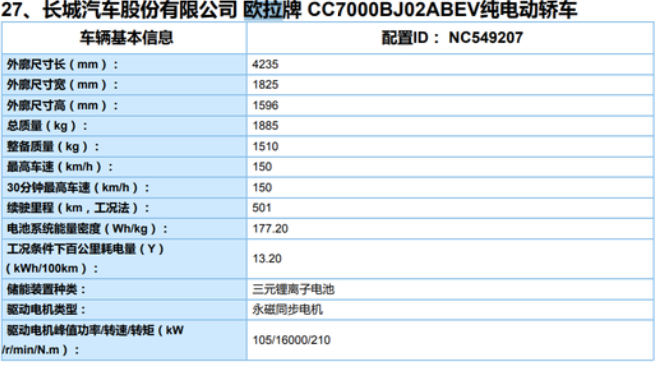 27、长城汽车股份有限公司 欧拉牌 CC7000BJ02ABEV纯电动轿车
车辆基本信息 配置ID： NC549207
外廓尺寸长（mm）： 4235
外廓尺寸宽（mm）： 1825
外廓尺寸高（mm）： 1596
总质量（kg）： 1885
整备质量（kg）： 1510
最高车速（km/h）： 150
30分钟最高车速（km/h）： 150
续驶里程（km，工况法）： 501
电池系统能量密度（Wh/kg）： 177.20
工况条件下百公里耗电量（Y）
（kWh/100km）： 13.20
储能装置种类： 三元锂离子电池
驱动电机类型： 永磁同步电机
驱动电机峰值功率/转速/转矩（kW
/r/min/N.m）： 105/16000/210